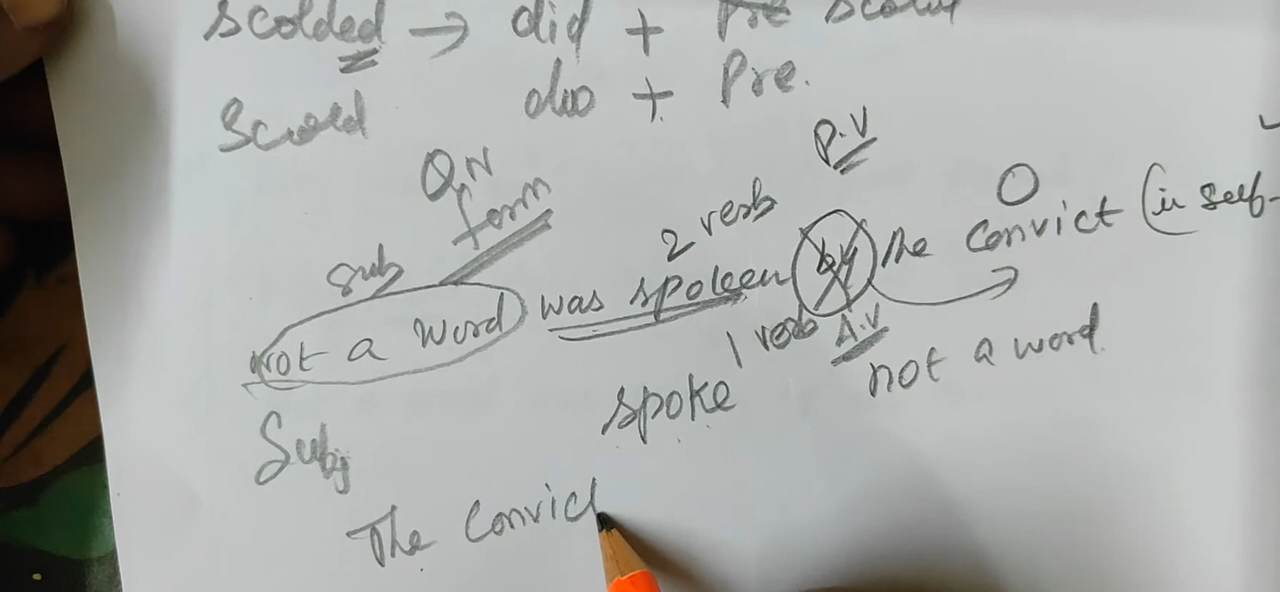 scolded → did +
do + Pre.
Scold
P.V
form
sub
2 verb
O
not a word was spoken by the convict (in self-
1 verb A.V
spoke not a word.
Subj
The convict